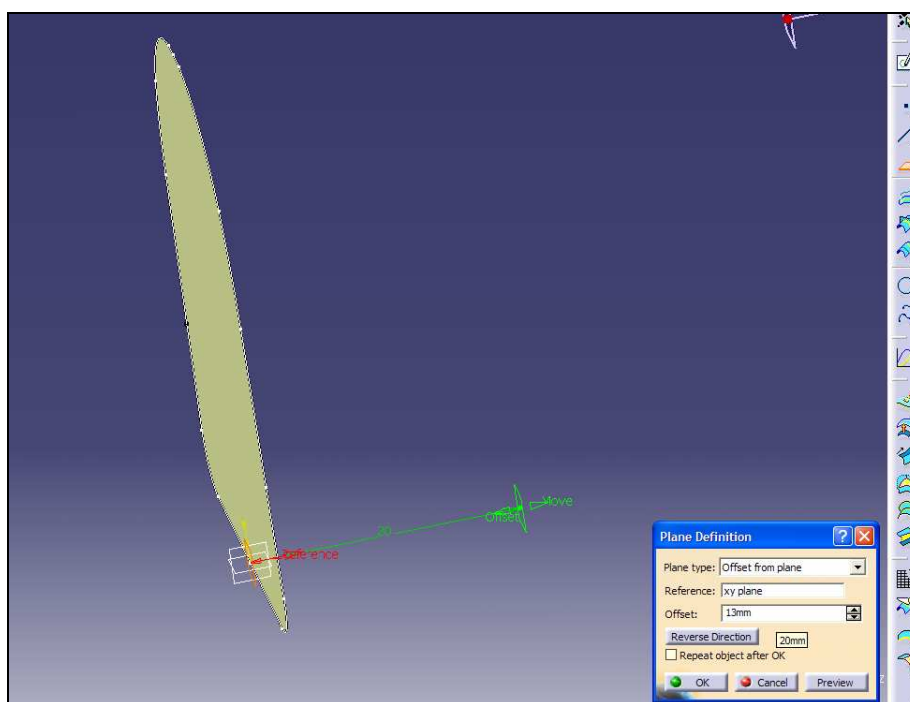 Move
Offset
20
Reference
Plane Definition
Plane type: Offset from plane
Reference: xy plane
Offset: 13mm
Reverse Direction 20mm
Repeat object after OK
OK Cancel Preview
z